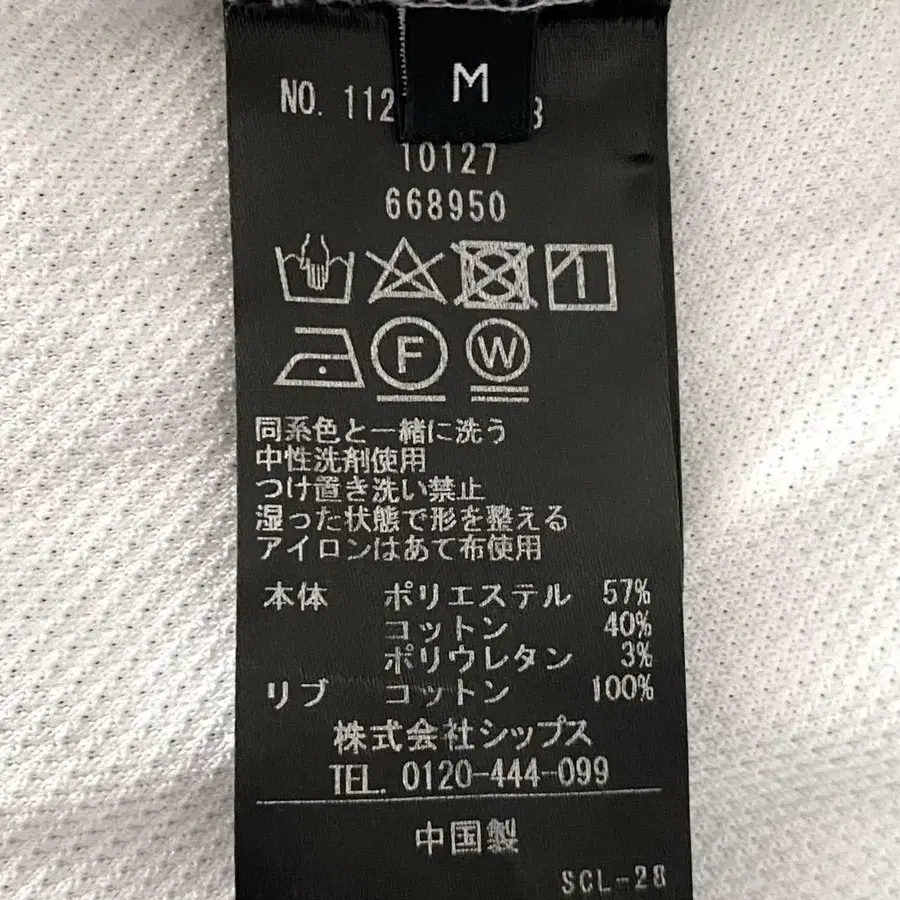 M
NO. 112
10127
668950
F
W
同系色と一緒に洗う
中性洗剤使用
つけ置き洗い禁止
湿った状態で形を整える
アイロンはあて布使用
本体 ポリエステル 57%
コットン 40%
ポリウレタン 3%
リブ コットン 100%
株式会社シップス
TEL. 0120-444-099
中国製
SCL-28